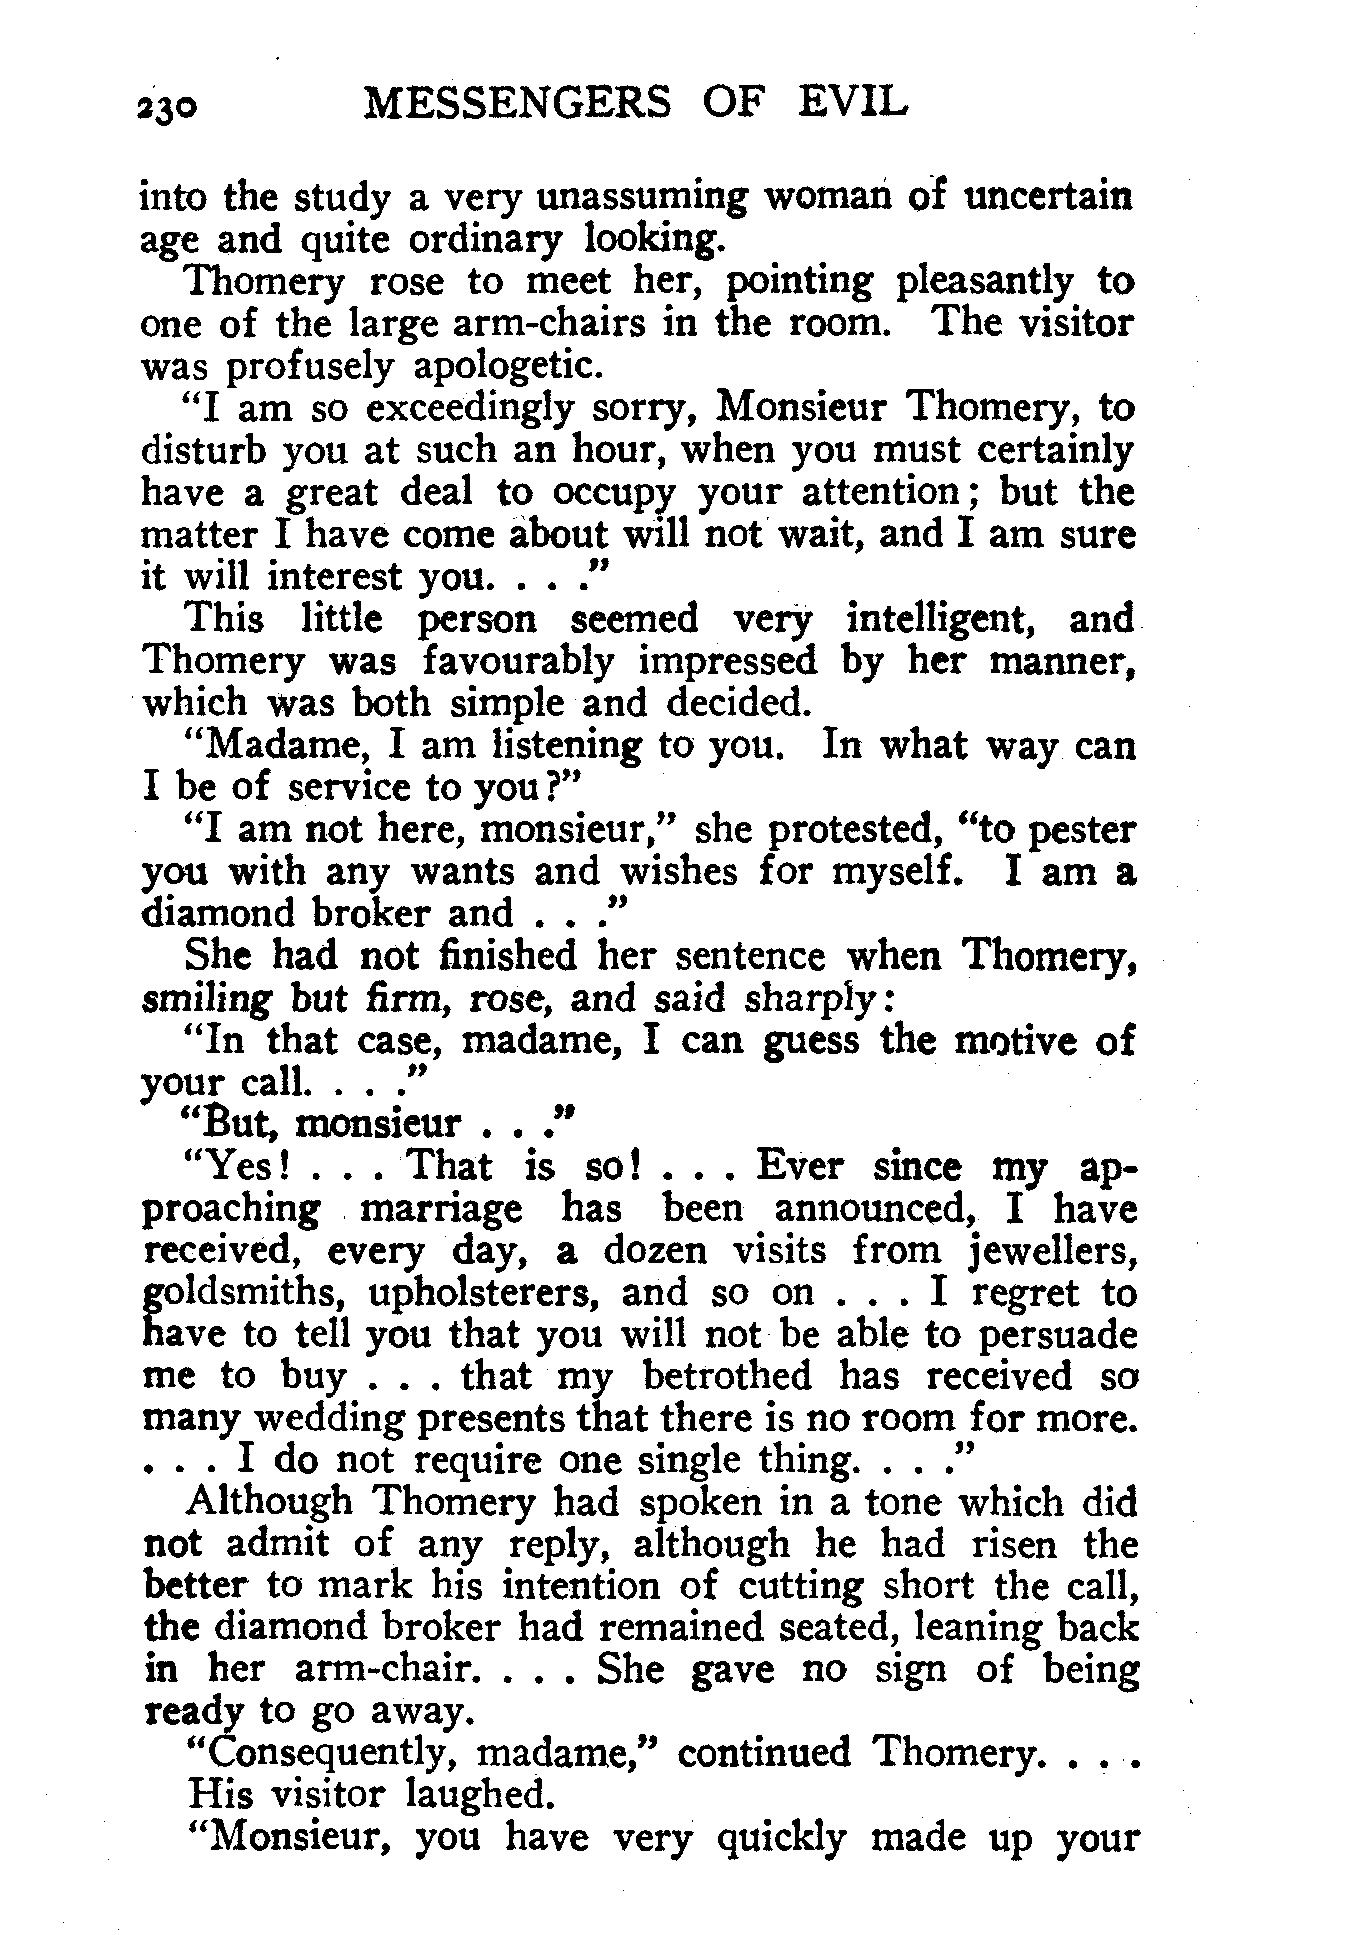 230 MESSENGERS OF EVIL
into the study a very unassuming woman of uncertain
age and quite ordinary looking.
Thomery rose to meet her, pointing pleasantly to
one of the large arm-chairs in the room. The visitor
was profusely apologetic.
“I am so exceedingly sorry, Monsieur Thomery, to
disturb you at such an hour, when you must certainly
have a great deal to occupy your attention; but the
matter I have come about will not wait, and I am sure
it will interest you. . . .”
This little person seemed very intelligent, and
Thomery was favourably impressed by her manner,
which was both simple and decided.
“Madame, I am listening to you. In what way can
I be of service to you?”
“I am not here, monsieur,” she protested, “to pester
you with any wants and wishes for myself. I am a
diamond broker and . . .”
She had not finished her sentence when Thomery,
smiling but firm, rose, and said sharply:
“In that case, madame, I can guess the motive of
your call. . . .”
“But, monsieur . . .”
“Yes! . . . That is so! . . . Ever since my ap-
proaching marriage has been announced, I have
received, every day, a dozen visits from jewellers,
goldsmiths, upholsterers, and so on . . . I regret to
have to tell you that you will not be able to persuade
me to buy . . . that my betrothed has received so
many wedding presents that there is no room for more.
. . . I do not require one single thing. . . .”
Although Thomery had spoken in a tone which did
not admit of any reply, although he had risen the
better to mark his intention of cutting short the call,
the diamond broker had remained seated, leaning back
in her arm-chair. . . . She gave no sign of being
ready to go away.
“Consequently, madame,” continued Thomery. . . .
His visitor laughed.
“Monsieur, you have very quickly made up your